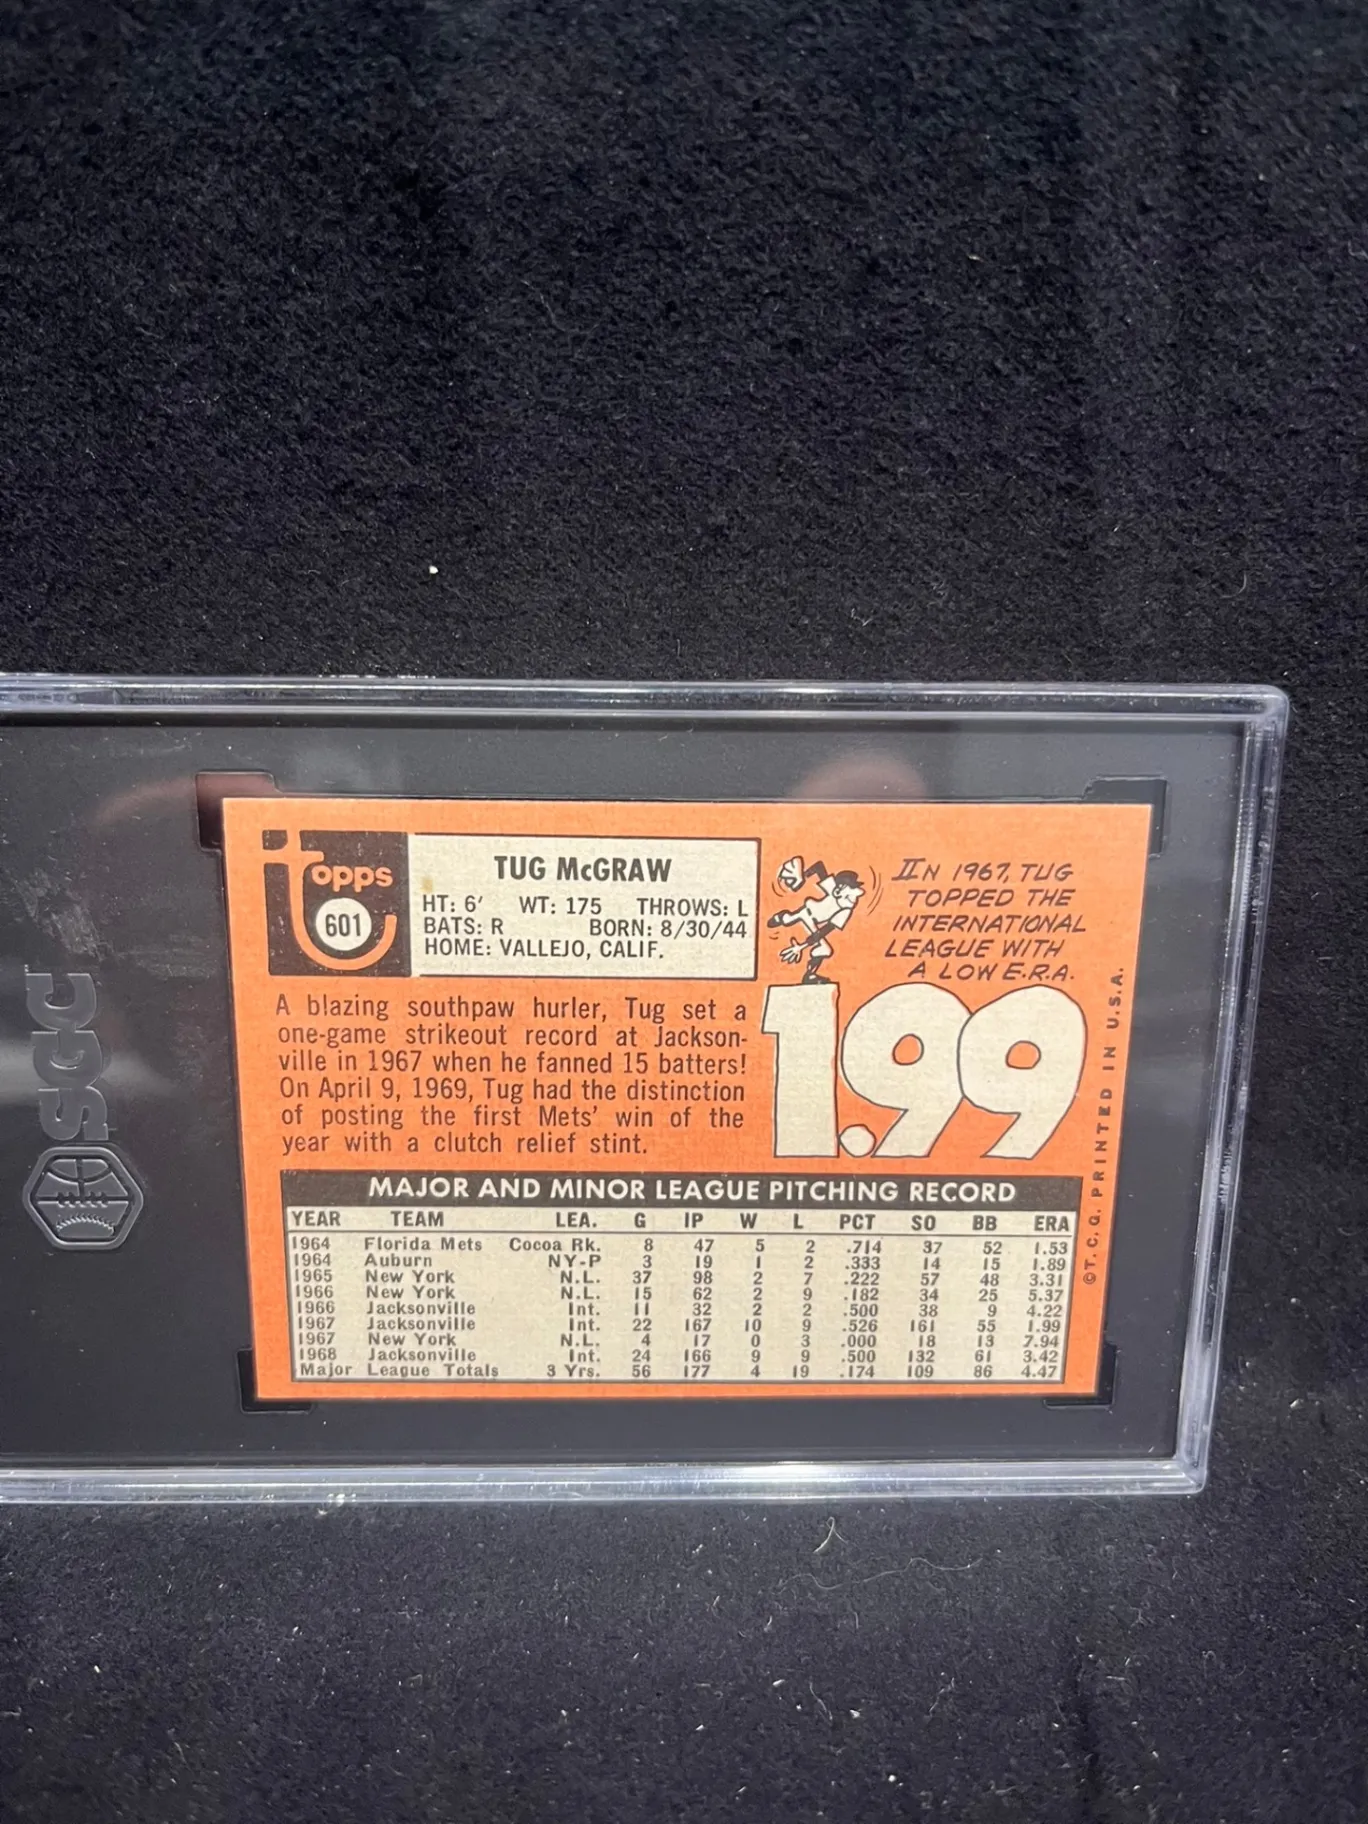 SGC
Topps
601
TUG McGRAW
HT: 6' WT: 175 THROWS: L
BATS: R BORN: 8/30/44
HOME: VALLEJO, CALIF.
IN 1967, TUG
TOPPED THE
INTERNATIONAL
LEAGUE WITH
A LOW E.R.A.
1.99
A blazing southpaw hurler, Tug set a
one-game strikeout record at Jackson-
ville in 1967 when he fanned 15 batters!
On April 9, 1969, Tug had the distinction
of posting the first Mets' win of the
year with a clutch relief stint.
MAJOR AND MINOR LEAGUE PITCHING RECORD
YEAR TEAM LEA. G IP W L PCT SO BB ERA
1964 Florida Mets Cocoa Rk. 8 47 5 2 .714 37 52 1.53
1964 Auburn NY-P 3 19 1 2 .333 14 15 1.89
1965 New York N.L. 37 98 2 7 .222 57 48 3.31
1966 New York N.L. 15 62 2 9 .182 34 25 5.37
1966 Jacksonville Int. 11 32 2 2 .500 38 9 4.22
1967 Jacksonville Int. 22 167 10 9 .526 161 55 1.99
1967 New York N.L. 4 17 0 3 .000 18 13 7.94
1968 Jacksonville Int. 24 166 9 9 .500 132 61 3.42
Major League Totals 3 Yrs. 56 177 4 19 .174 109 86 4.47
©T.C.G. PRINTED IN U.S.A.